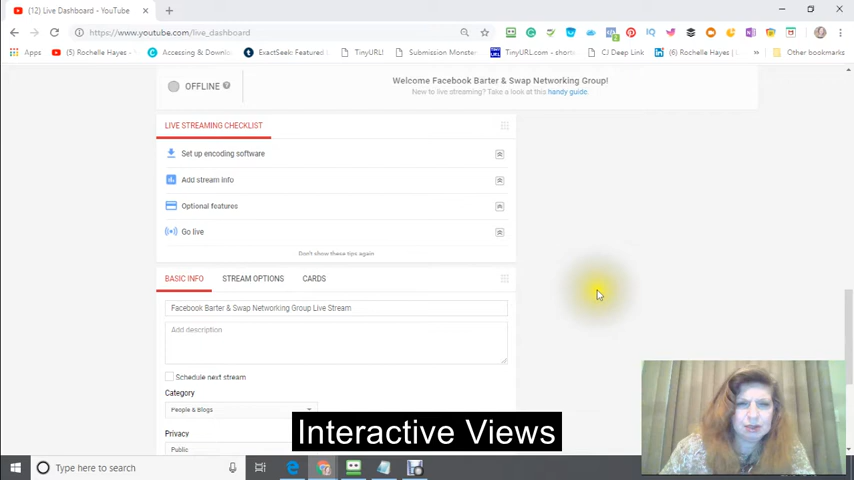 (12) Live Dashboard - YouTube
https://www.youtube.com/live_dashboard
Apps
(5) Rochelle Hayes -
Accessing & Downl
ExactSeek: Featured
TinyURL!
Submission Monster
TinyURL.com - short
CJ Deep Link
(6) Rochelle Hayes
Other bookmarks
OFFLINE
Welcome Facebook Barter & Swap Networking Group!
New to live streaming? Take a look at this handy guide.
LIVE STREAMING CHECKLIST
Set up encoding software
Add stream info
Optional features
Go live
Don't show these tips again
BASIC INFO
STREAM OPTIONS
CARDS
Facebook Barter & Swap Networking Group Live Stream
Add description
Schedule next stream
Category
People & Blogs
Privacy
Public
Interactive Views
Type here to search